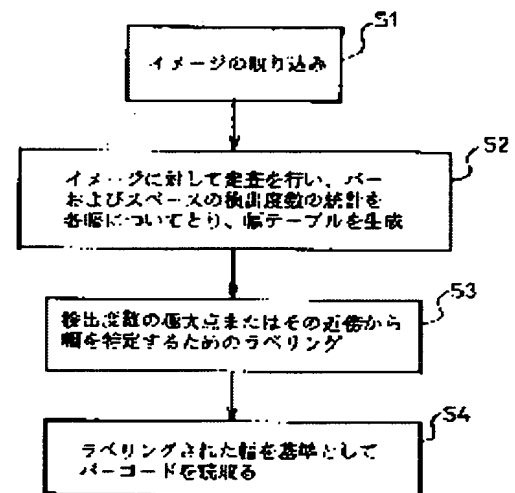 S1
イメージの取り込み
S2
イメージに対して走査を行い、バー
およびスペースの検出度数の統計を
各幅についてとり、幅テーブルを生成
S3
検出度数の極大点またはその近傍から
幅を特定するためのラベリング
S4
ラベリングされた幅を基準として
バーコードを読取る